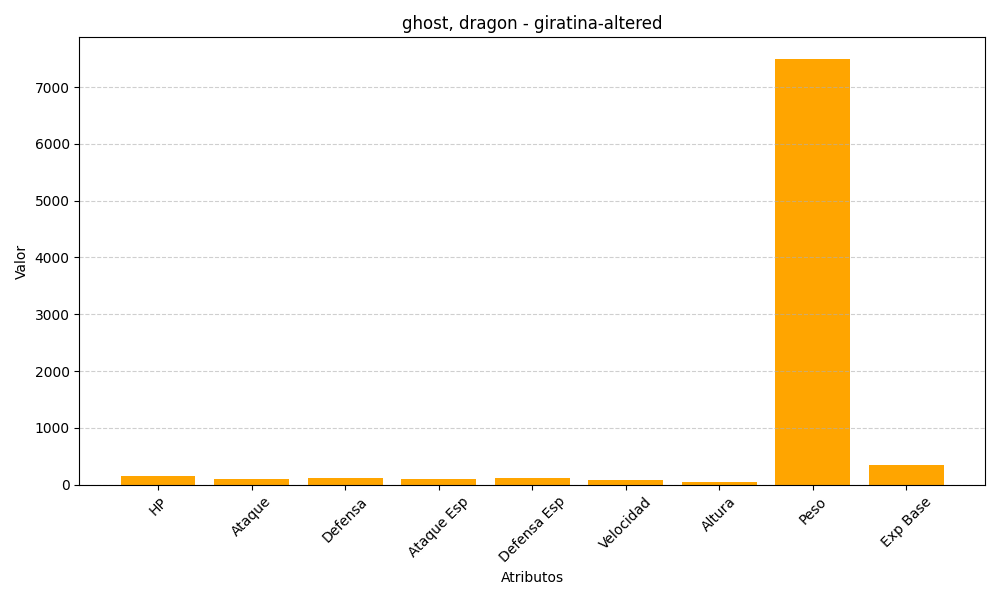 ghost, dragon - giratina-altered
Valor
7000
6000
5000
4000
3000
2000
1000
0
HP
Ataque
Defensa
Ataque Esp
Defensa Esp
Velocidad
Altura
Peso
Exp Base
Atributos